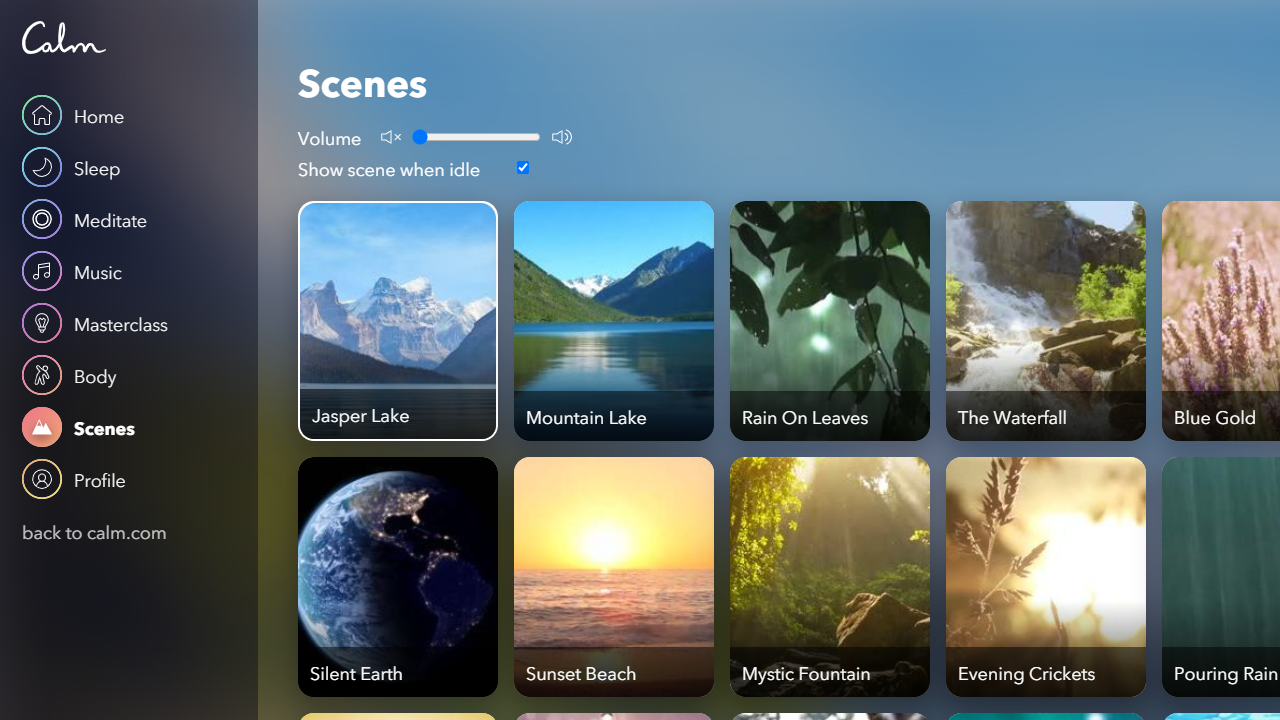 Calm
Home
Sleep
Meditate
Music
Masterclass
Body
Scenes
Profile
back to calm.com
Scenes
Volume
Show scene when idle
Jasper Lake
Mountain Lake
Rain On Leaves
The Waterfall
Blue Gold
Silent Earth
Sunset Beach
Mystic Fountain
Evening Crickets
Pouring Rain